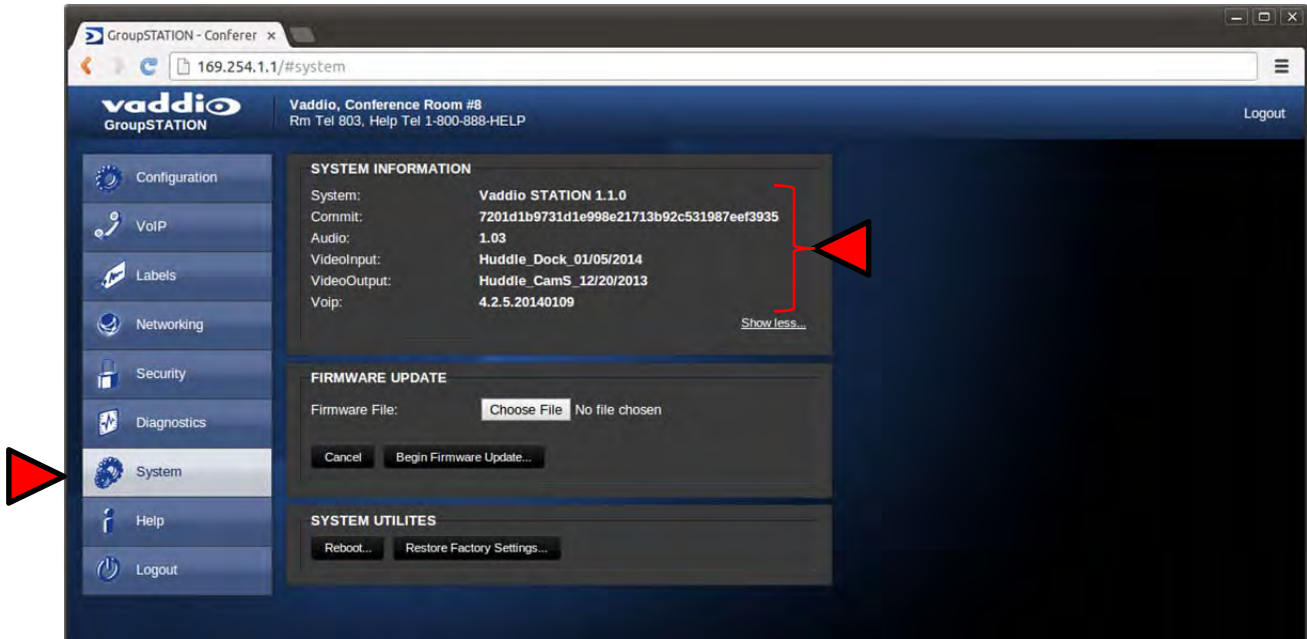 GroupSTATION - Conferer ×
169.254.1.1/#system
vaddio
GroupSTATION
Vaddio, Conference Room #8
Rm Tel 803, Help Tel 1-800-888-HELP
Logout
Configuration
VoIP
Labels
Networking
Security
Diagnostics
System
Help
Logout
SYSTEM INFORMATION
System: Vaddio STATION 1.1.0
Commit: 7201d1b9731d1e998e21713b92c531987eef3935
Audio: 1.03
VideoInput: Huddle_Dock_01/05/2014
VideoOutput: Huddle_CamS_12/20/2013
Voip: 4.2.5.20140109
Show less...
FIRMWARE UPDATE
Firmware File: Choose File No file chosen
Cancel Begin Firmware Update...
SYSTEM UTILITES
Reboot... Restore Factory Settings...